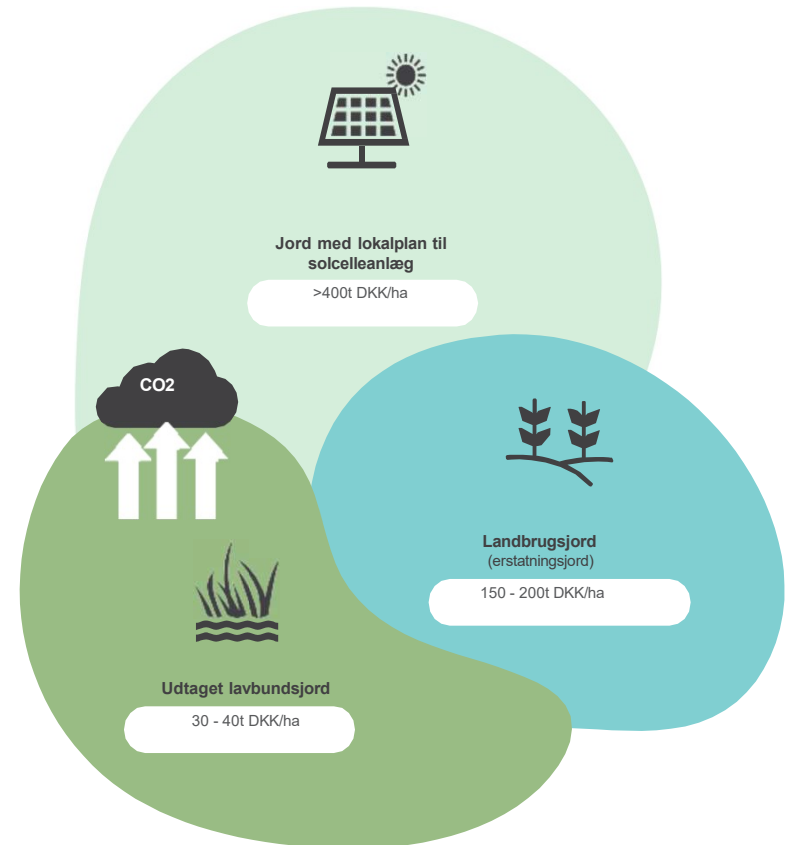 Jord med lokalplan til
solcelleanlæg
>400t DKK/ha
CO2
Landbrugsjord
(erstatningsjord)
150 - 200t DKK/ha
Udtaget lavbundsjord
30 - 40t DKK/ha